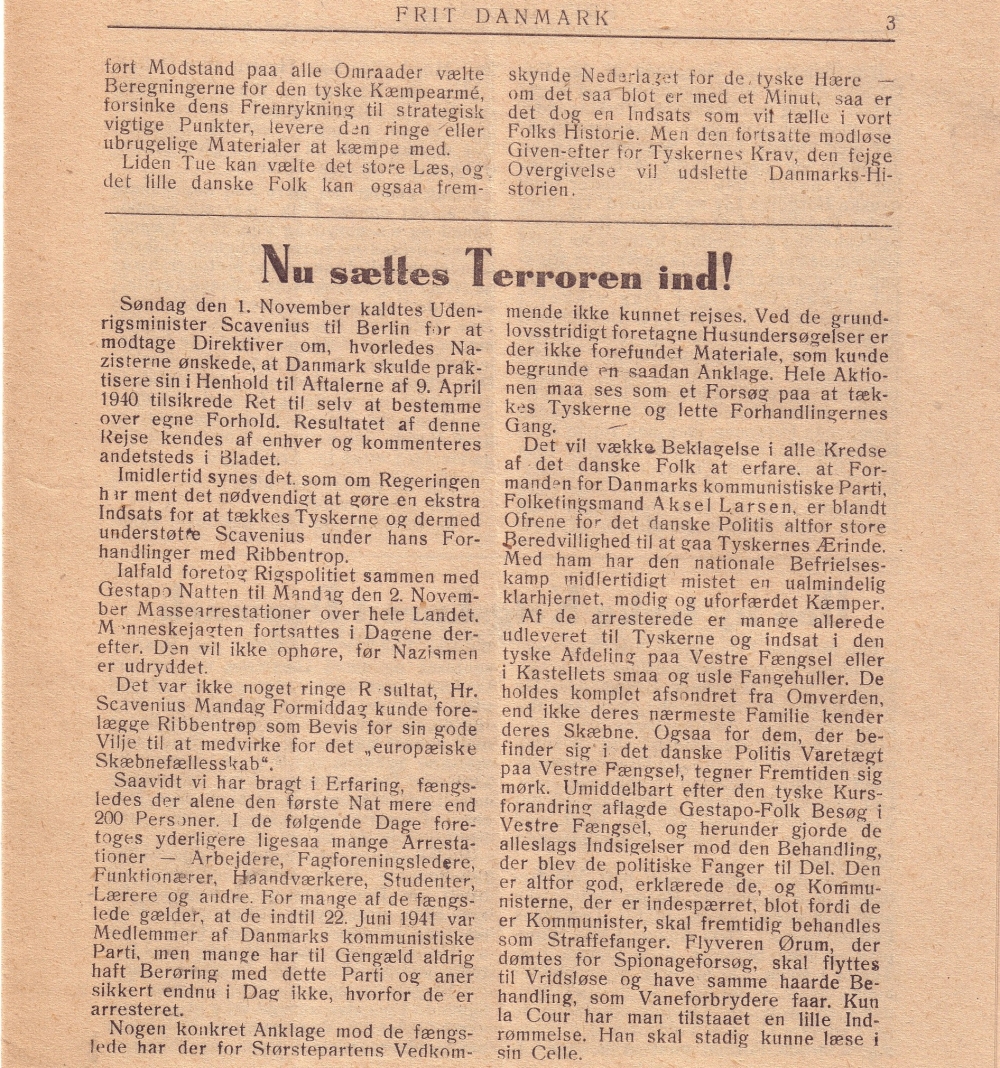 FRIT DANMARK
3
ført Modstand paa alle Omraader vælte
Beregningerne for den tyske Kæmpearmé,
forsinke dens Fremrykning til strategisk
vigtige Punkter, levere den ringe eller
ubrugelige Materialer at kæmpe med.
Liden Tue kan vælte det store Læs, og
det lille danske Folk kan ogsaa frem-
skynde Nederlaget for de tyske Hære —
om det saa blot er med et Minut, saa er
det dog en Indsats som vil tælle i vort
Folks Historie. Men den fortsatte modløse
Given-efter for Tyskernes Krav, den fejge
Overgivelse vil udslette Danmarks-Hi-
storien.
Nu sættes Terroren ind!
Søndag den 1. November kaldtes Uden-
rigsminister Scavenius til Berlin for at
modtage Direktiver om, hvorledes Na-
zisterne ønskede, at Danmark skulde prak-
tisere sin i Henhold til Aftalerne af 9. April
1940 tilsikrede Ret til selv at bestemme
over egne Forhold. Resultatet af denne
Rejse kendes af enhver og kommenteres
andetsteds i Bladet.
Imidlertid synes det, som om Regeringen
har ment det nødvendigt at gøre en ekstra
Indsats for at tækkes Tyskerne og dermed
understøtte Scavenius under hans For-
handlinger med Ribbentrop.
Ialfald foretog Rigspolitiet sammen med
Gestapo Natten til Mandag den 2. Novem-
ber Massearrestationer over hele Landet.
Menneskejagten fortsattes i Dagene der-
efter. Den vil ikke ophøre, før Nazismen
er udryddet.
Det var ikke noget ringe Resultat, Hr.
Scavenius Mandag Formiddag kunde fore-
lægge Ribbentrop som Bevis for sin gode
Vilje til at medvirke for det „europæiske
Skæbnefællesskab“.
Saavidt vi har bragt i Erfaring, fængs-
ledes der alene den første Nat mere end
200 Personer. I de følgende Dage fore-
toges yderligere ligesaa mange Arresta-
tioner — Arbejdere, Fagforeningsledere,
Funktionærer, Haandværkere, Studenter,
Lærere og andre. For mange af de fængs-
lede gælder, at de indtil 22. Juni 1941 var
Medlemmer af Danmarks kommunistiske
Parti, men mange har til Gengæld aldrig
haft Berøring med dette Parti og aner
sikkert endnu i Dag ikke, hvorfor de er
arresteret.
Nogen konkret Anklage mod de fængs-
lede har der for Størstepartens Vedkom-
mende ikke kunnet rejses. Ved de grund-
lovsstridigt foretagne Husundersøgelser er
der ikke forefundet Materiale, som kunde
begrunde en saadan Anklage. Hele Aktio-
nen maa ses som et Forsøg paa at tæk-
kes Tyskerne og lette Forhandlingernes
Gang.
Det vil vække Beklagelse i alle Kredse
af det danske Folk at erfare, at For-
manden for Danmarks kommunistiske Parti,
Folketingsmand Aksel Larsen, er blandt
Ofrene for det danske Politis altfor store
Beredvillighed til at gaa Tyskernes Ærinde.
Med ham har den nationale Befrielses-
kamp midlertidigt mistet en ualmindelig
klarhjernet, modig og uforfærdet Kæmper.
Af de arresterede er mange allerede
udleveret til Tyskerne og indsat i den
tyske Afdeling paa Vestre Fængsel eller
i Kastellets smaa og usle Fangehuller. De
holdes komplet afsondret fra Omverden,
end ikke deres nærmeste Familie kender
deres Skæbne. Ogsaa for dem, der be-
finder sig i det danske Politis Varetægt
paa Vestre Fængsel, tegner Fremtiden sig
mørk. Umiddelbart efter den tyske Kurs-
forandring aflagde Gestapo-Folk Besøg i
Vestre Fængsel, og herunder gjorde de
alleslags Indsigelser mod den Behandling,
der blev de politiske Fanger til Del. Den
er altfor god, erklærede de, og Kommu-
nisterne, der er indespærret, blot fordi de
er Kommunister, skal fremtidig behandles
som Straffefanger. Flyveren Ørum, der
dømtes for Spionageforsøg, skal flyttes
til Vridsløse og have samme haarde Be-
handling, som Vaneforbrydere faar. Kun
la Cour har man tilstaaet en lille Ind-
rømmelse. Han skal stadig kunne læse i
sin Celle.